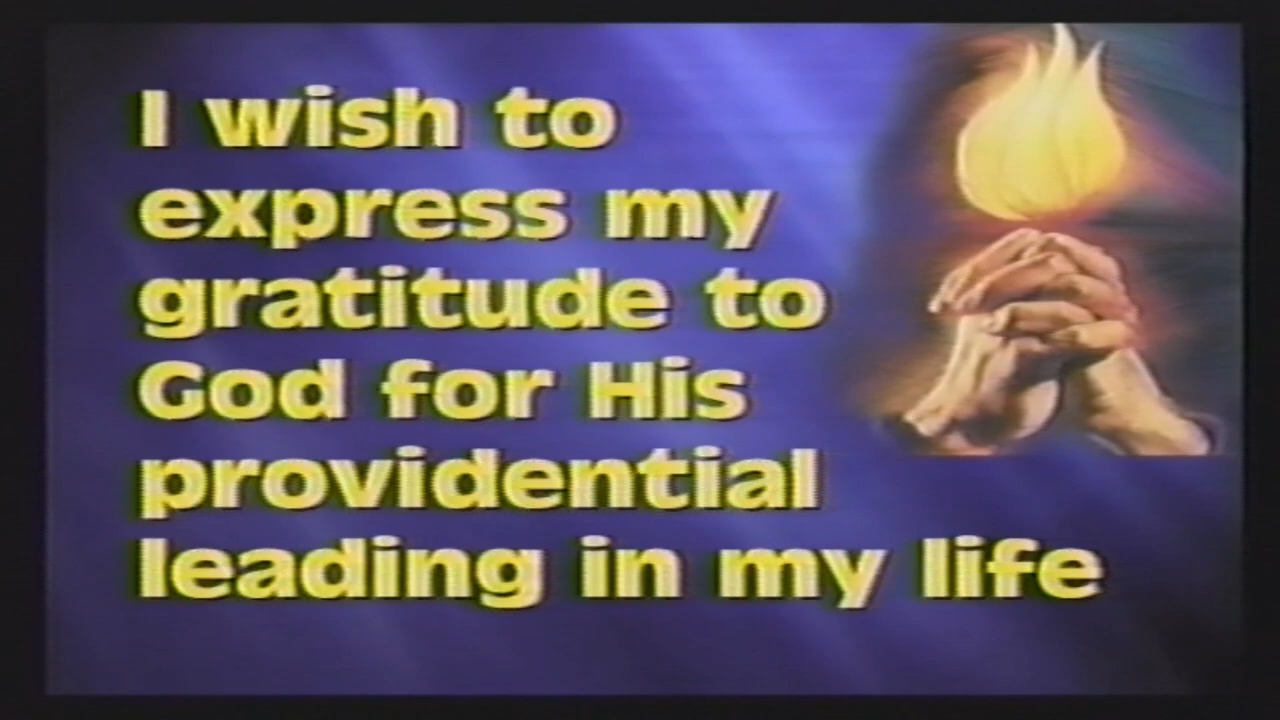 I wish to
express my
gratitude to
God for His
providential
leading in my life